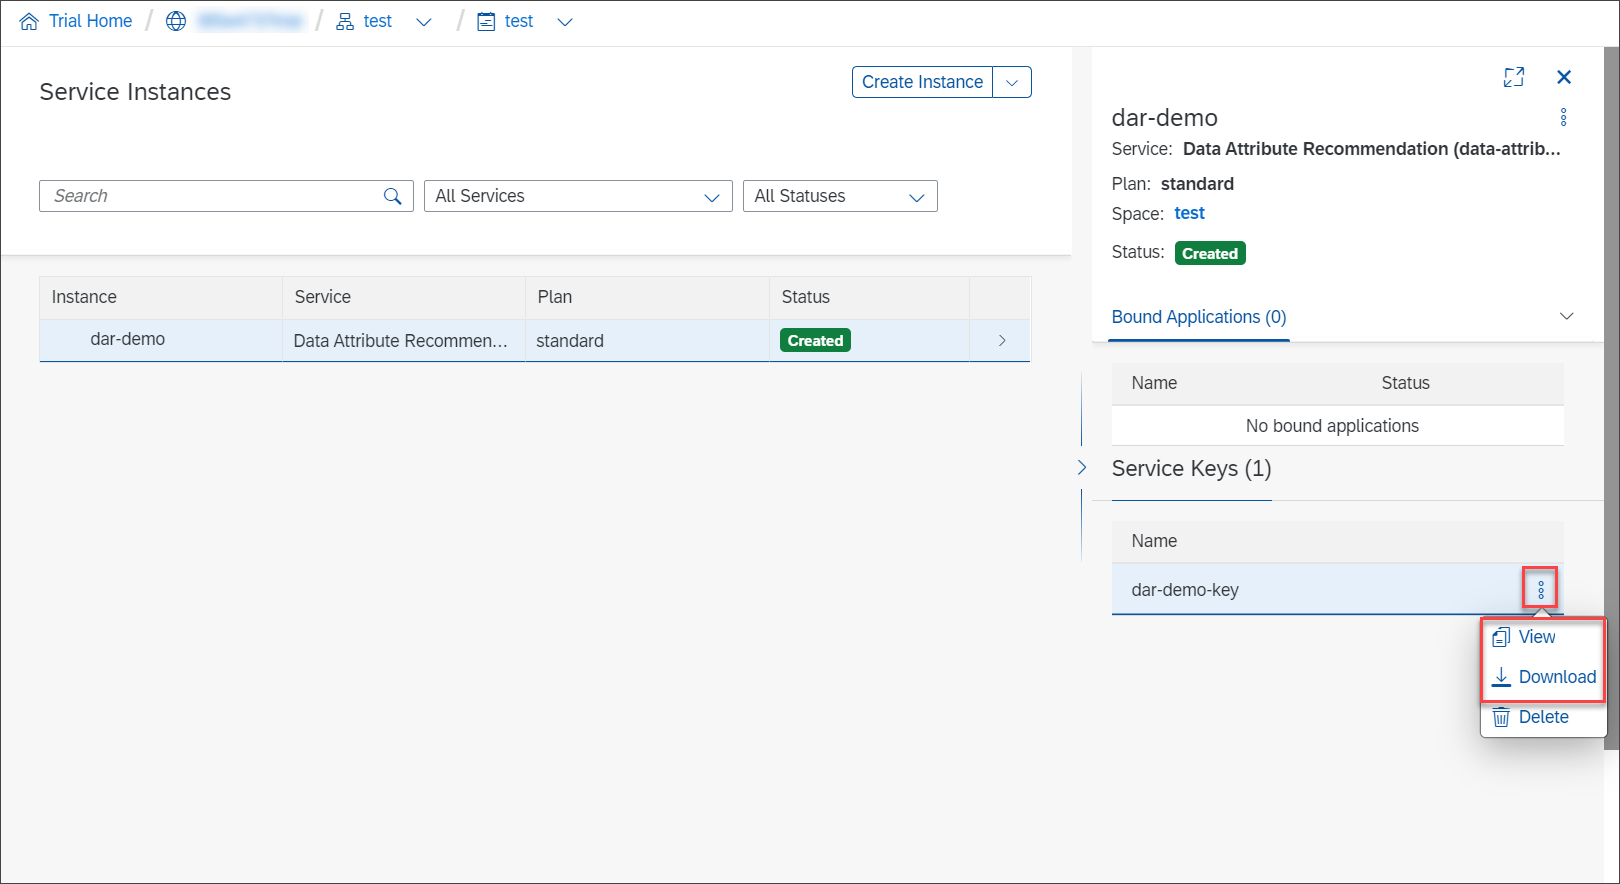 Trial Home / / test / test
Service Instances
Create Instance
Search
All Services
All Statuses
Instance Service Plan Status
dar-demo Data Attribute Recommen... standard Created
dar-demo
Service: Data Attribute Recommendation (data-attrib...
Plan: standard
Space: test
Status: Created
Bound Applications (0)
Name Status
No bound applications
Service Keys (1)
Name
dar-demo-key
View
Download
Delete